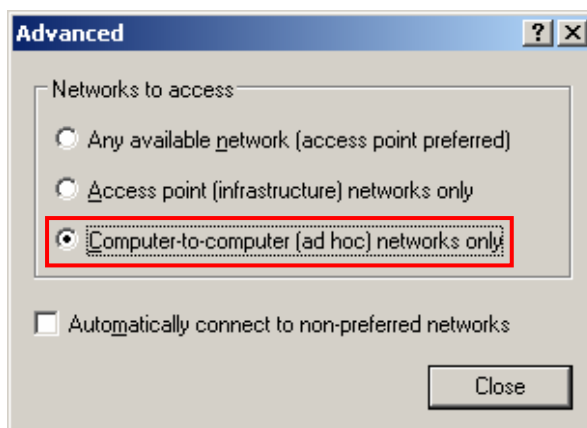 Advanced
Networks to access
Any available network (access point preferred)
Access point (infrastructure) networks only
Computer-to-computer (ad hoc) networks only
Automatically connect to non-preferred networks
Close